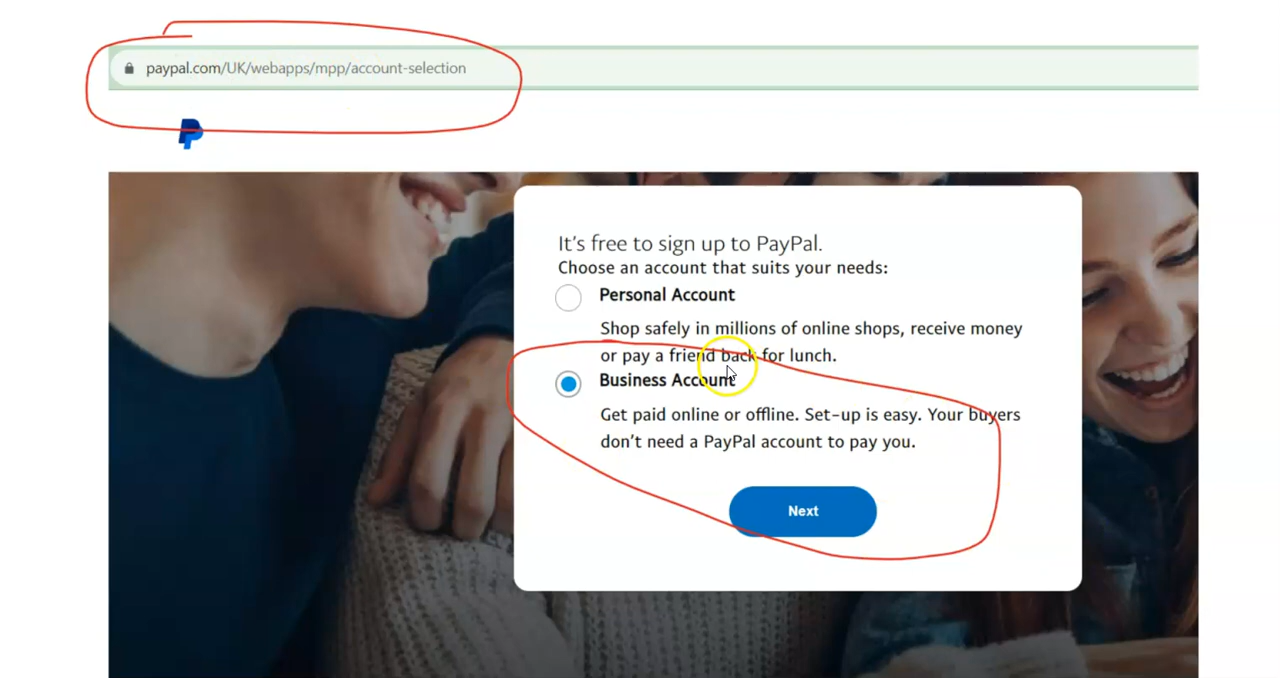 paypal.com/UK/webapps/mpp/account-selection
It's free to sign up to PayPal.
Choose an account that suits your needs:
Personal Account
Shop safely in millions of online shops, receive money
or pay a friend back for lunch.
Business Account
Get paid online or offline. Set-up is easy. Your buyers
don't need a PayPal account to pay you.
Next